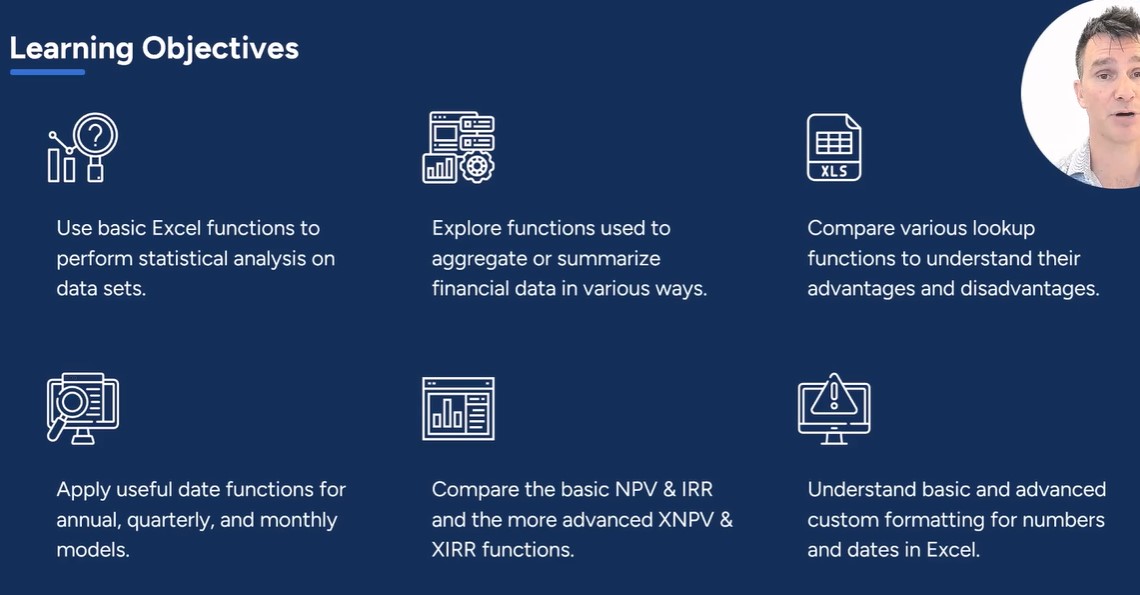 Learning Objectives
Use basic Excel functions to
perform statistical analysis on
data sets.
Explore functions used to
aggregate or summarize
financial data in various ways.
XLS
Compare various lookup
functions to understand their
advantages and disadvantages.
Apply useful date functions for
annual, quarterly, and monthly
models.
Compare the basic NPV & IRR
and the more advanced XNPV &
XIRR functions.
Understand basic and advanced
custom formatting for numbers
and dates in Excel.